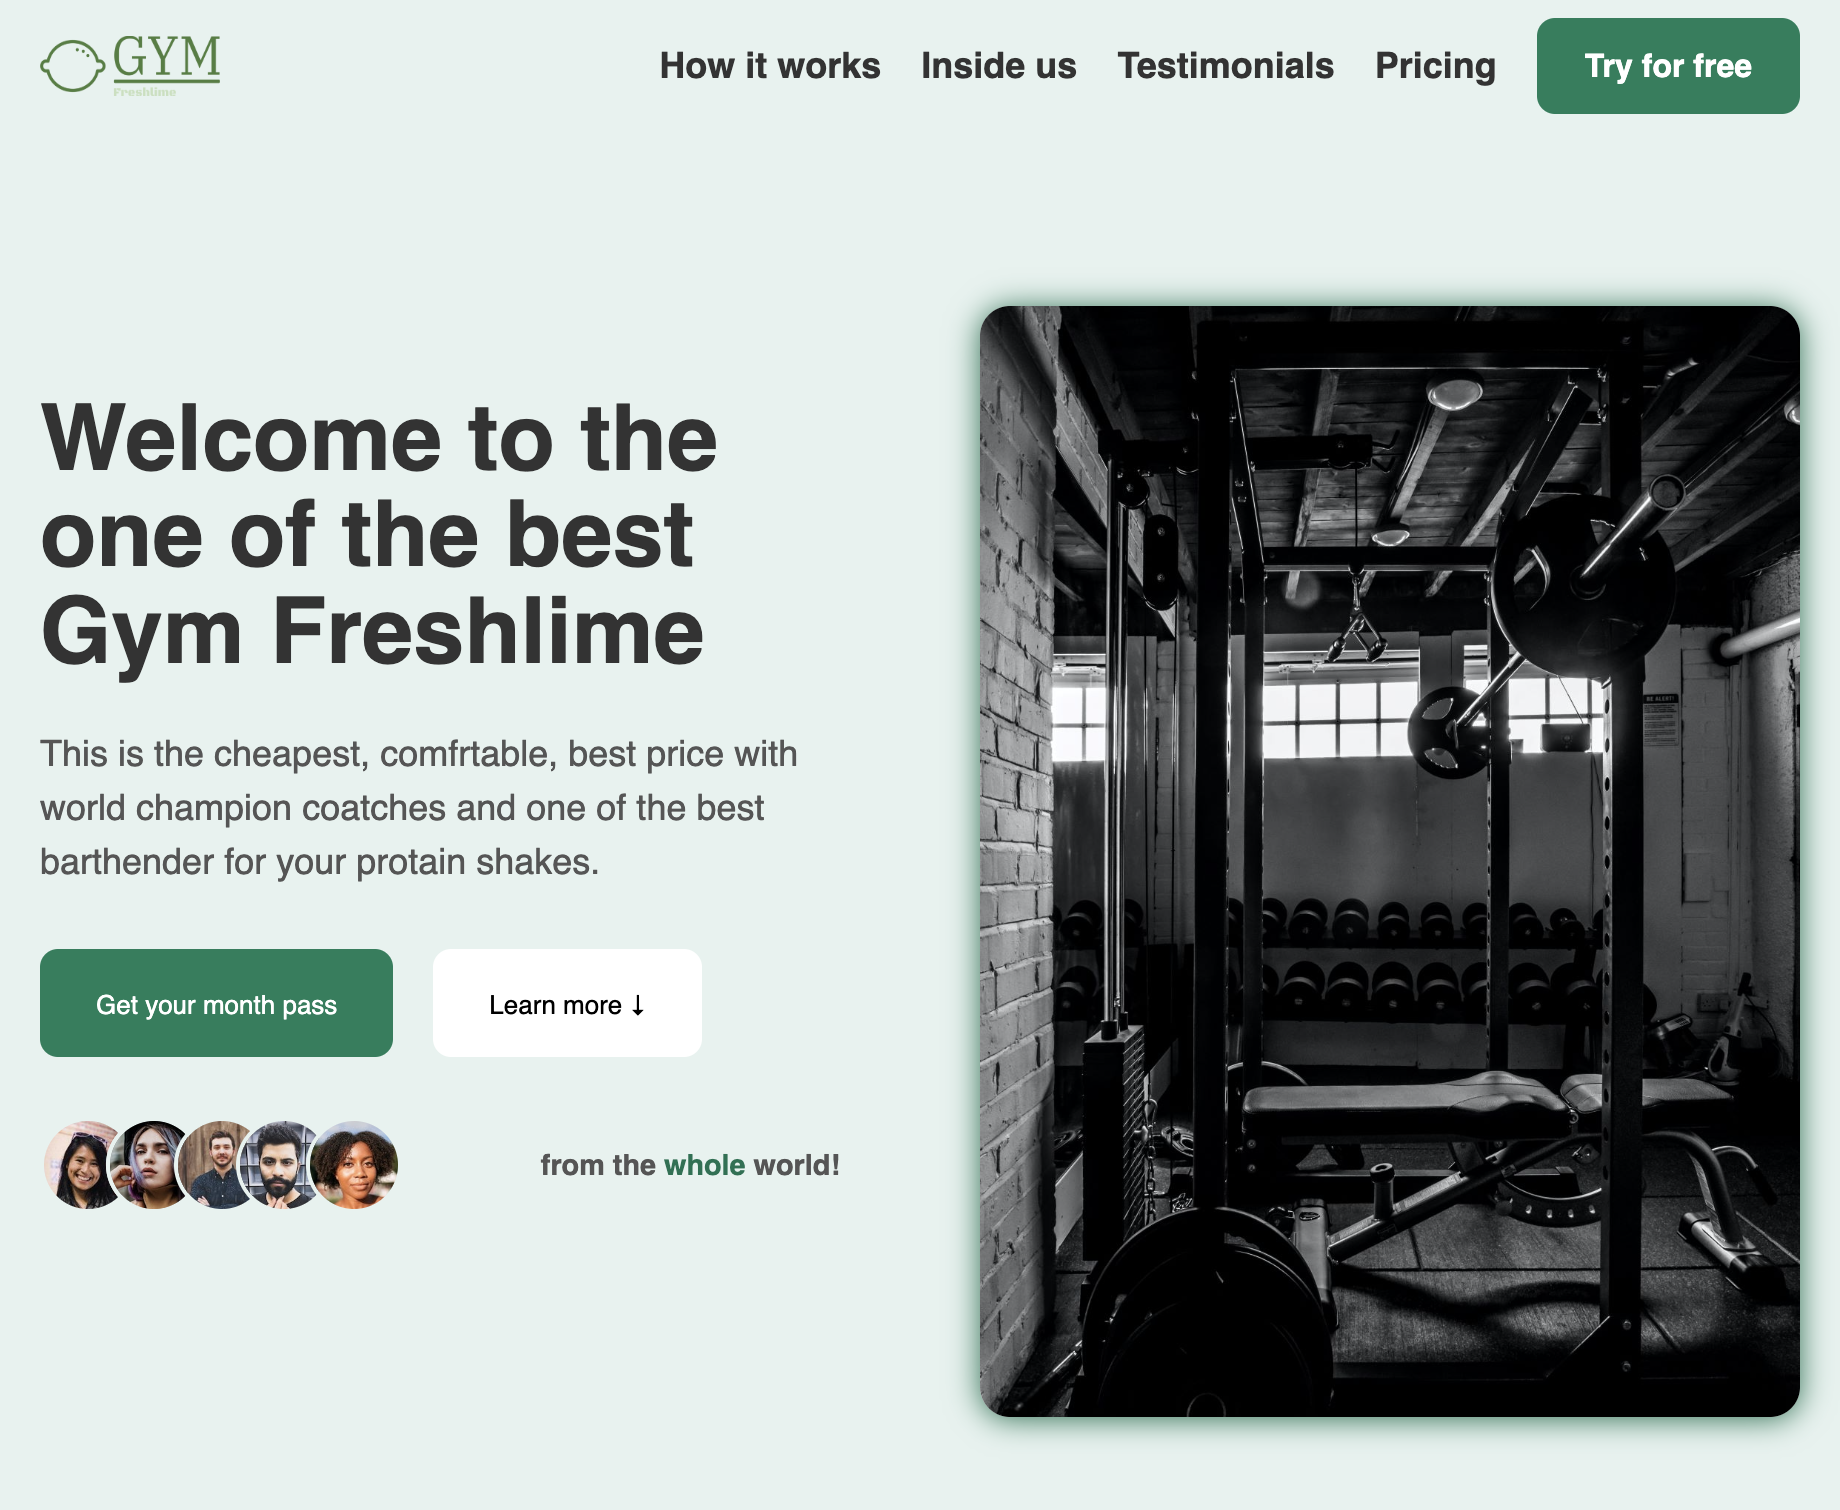 GYM
Freshlime
How it works Inside us Testimonials Pricing Try for free
Welcome to the
one of the best
Gym Freshlime
This is the cheapest, comfrtable, best price with
world champion coatches and one of the best
barthender for your protain shakes.
Get your month pass Learn more ↓
from the whole world!
BE ALERT!